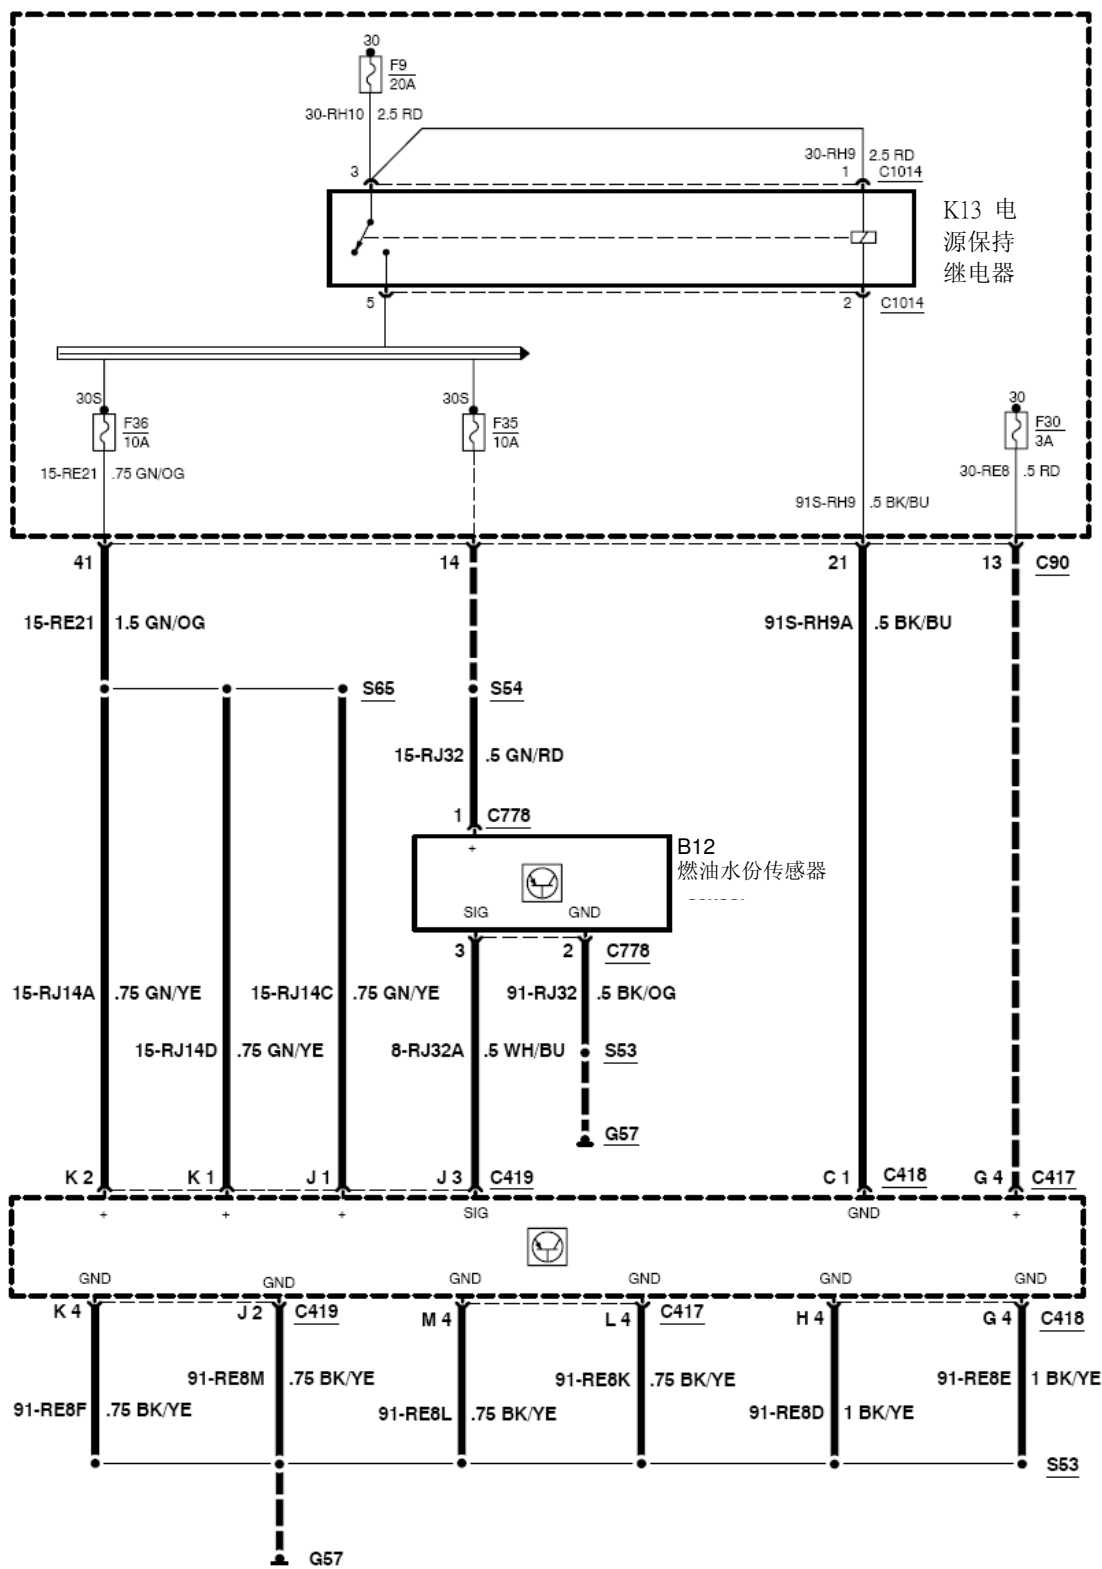 30
F9
20A
30-RH10 2.5 RD
30-RH9 2.5 RD
3 1 C1014
K13 电
源保持
继电器
5 2 C1014
30S 30S 30
F36 F35 F30
10A 10A 3A
15-RE21 .75 GN/OG 30-RE8 .5 RD
91S-RH9 .5 BK/BU
41 14 21 13 C90
15-RE21 1.5 GN/OG 91S-RH9A .5 BK/BU
S65 S54
15-RJ32 .5 GN/RD
1 C778
B12
+ 燃油水份传感器
SIG GND
3 2 C778
15-RJ14A .75 GN/YE 15-RJ14C .75 GN/YE 91-RJ32 .5 BK/OG
15-RJ14D .75 GN/YE 8-RJ32A .5 WH/BU S53
G57
K 2 K 1 J 1 J 3 C419 C 1 C418 G 4 C417
+ + + SIG GND +
GND GND GND GND GND GND
K 4 J 2 C419 M 4 L 4 C417 H 4 G 4 C418
91-RE8M .75 BK/YE 91-RE8K .75 BK/YE 91-RE8E 1 BK/YE
91-RE8F .75 BK/YE 91-RE8L .75 BK/YE 91-RE8D 1 BK/YE
S53
G57